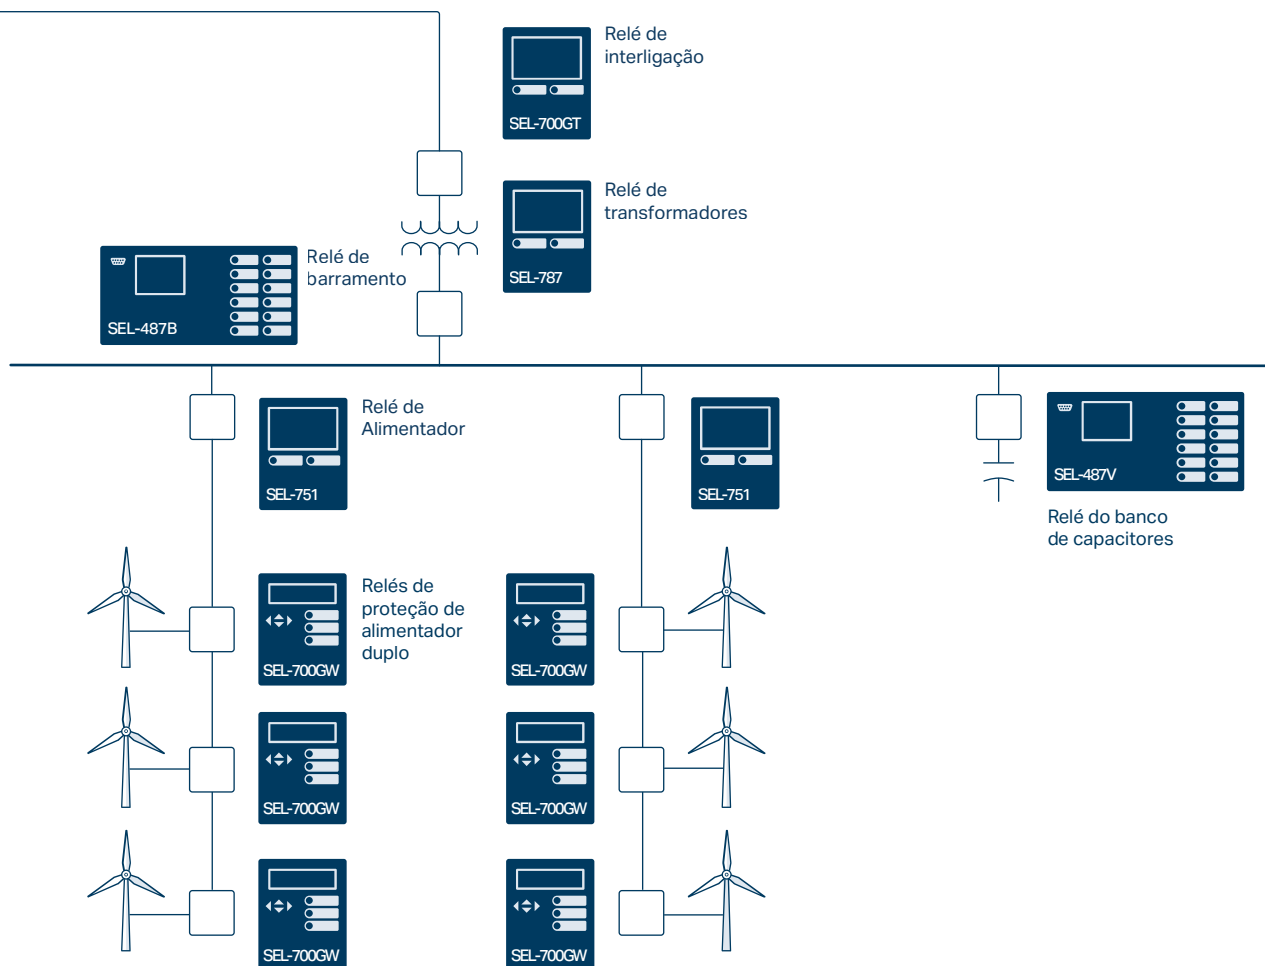 Relé de
interligação
SEL-700GT
Relé de
transformadores
SEL-787
Relé de
barramento
SEL-487B
Relé de
Alimentador
SEL-751
SEL-751
SEL-487V
Relé do banco
de capacitores
Relés de
proteção de
alimentador
duplo
SEL-700GW
SEL-700GW
SEL-700GW
SEL-700GW
SEL-700GW
SEL-700GW